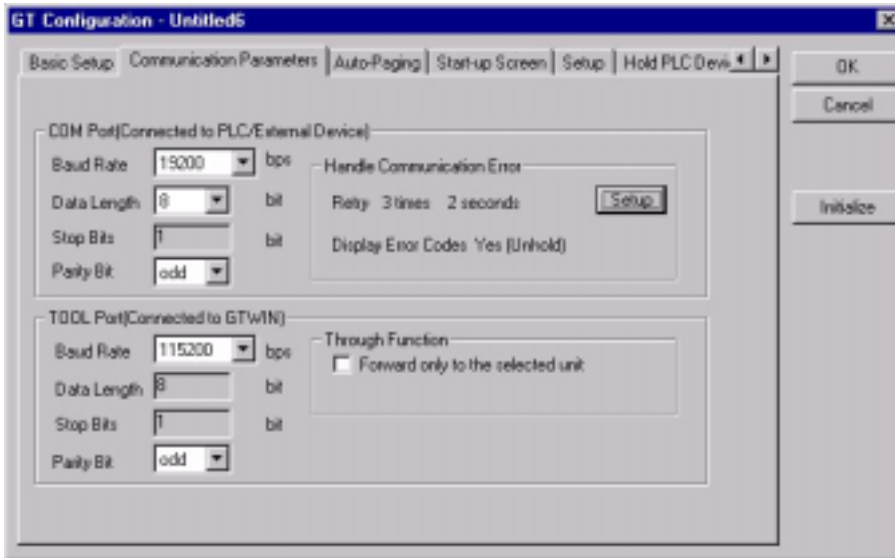 GT Configuration - Untitled6
Basic Setup Communication Parameters Auto-Paging Start-up Screen Setup Hold PLC Devi
OK
Cancel
Initialize
COM Port(Connected to PLC/External Device)
Baud Rate 19200 bps
Data Length 8 bit
Stop Bits 1 bit
Parity Bit odd
Handle Communication Error
Retry 3 times 2 seconds Setup
Display Error Codes Yes (Unhold)
TOOL Port(Connected to GTWIN)
Baud Rate 115200 bps
Data Length 8 bit
Stop Bits 1 bit
Parity Bit odd
Through Function
Forward only to the selected unit